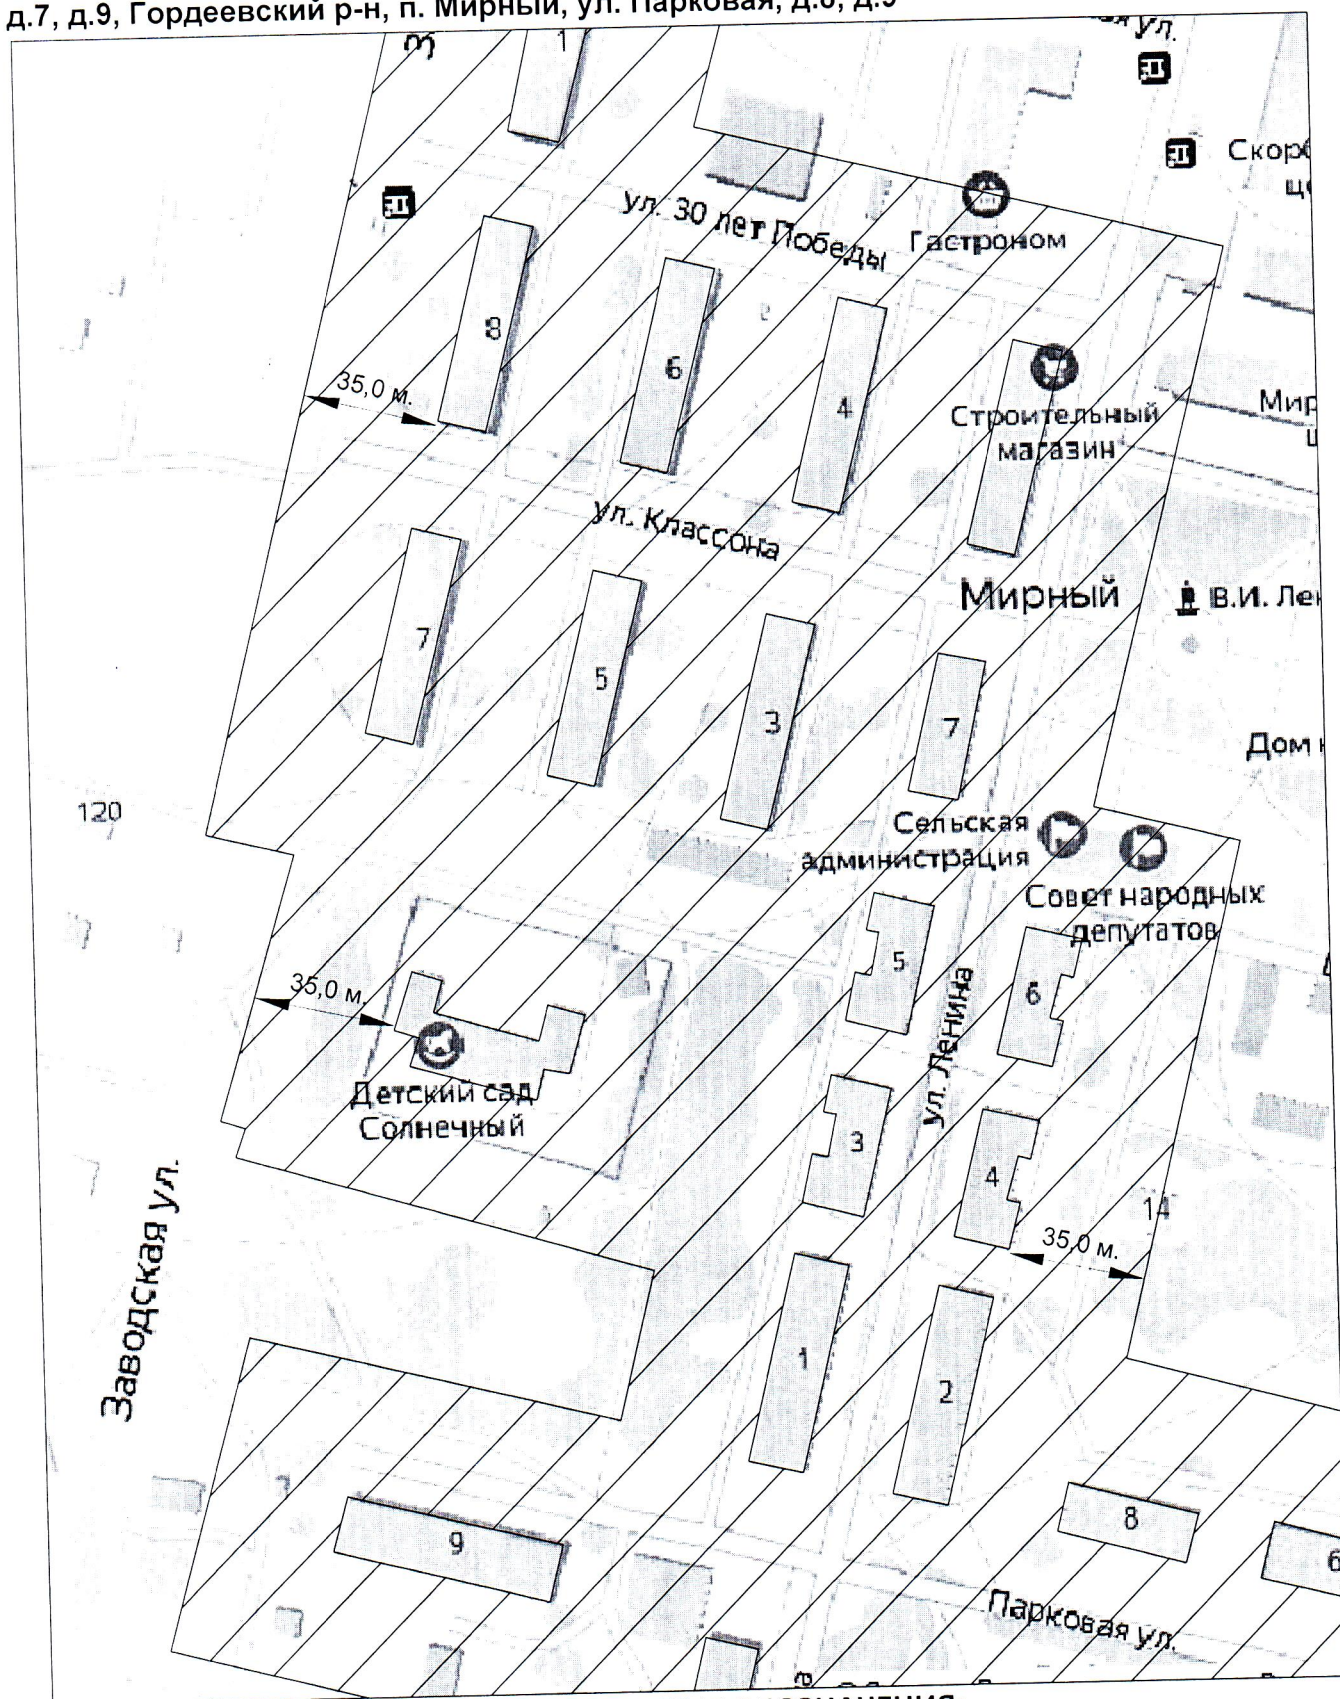 д.7, д.9, Гордеевский р-н, п. Мирный, ул. Парковая, д.8, д.9
1
ул.
ул. 30 лет Победы
Гастроном
8
6
4
35,0 м.
Строительный
магазин
ул. Классона
Мирный
В.И.
7
5
3
7
Дом
120
Сельская
администрация
Совет народных
депутатов
5
6
35,0 м.
ул. Ленина
Детский сад
Солнечный
3
4
14
35,0 м.
Заводская ул.
1
2
9
8
6
Парковая ул.